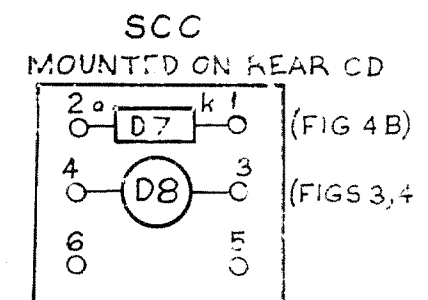 SCC
MOUNTED ON REAR CD
2 a k 1
D7 (FIG 4B)
4 3
D8 (FIGS 3,4
6 5